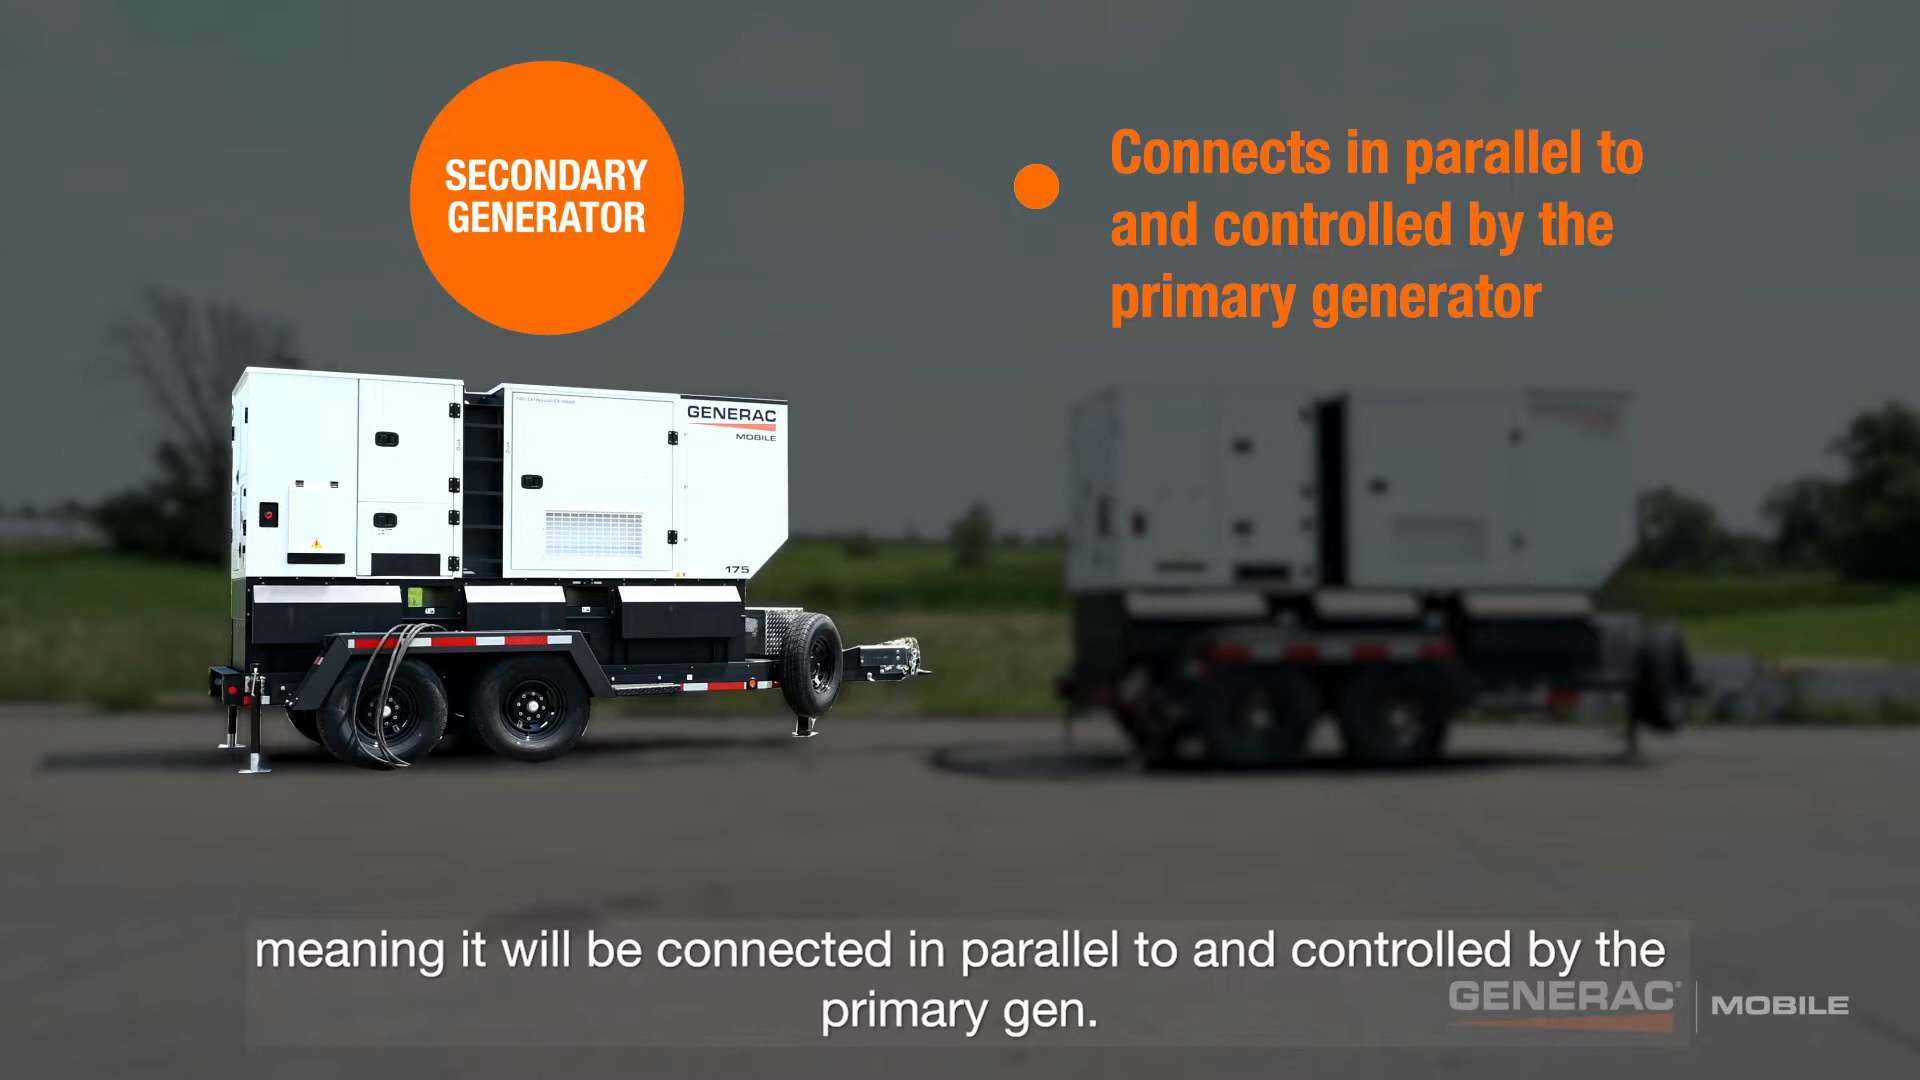 SECONDARY
GENERATOR
Connects in parallel to
and controlled by the
primary generator
GENERAC
MOBILE
175
meaning it will be connected in parallel to and controlled by the
primary gen.
GENERAC
MOBILE